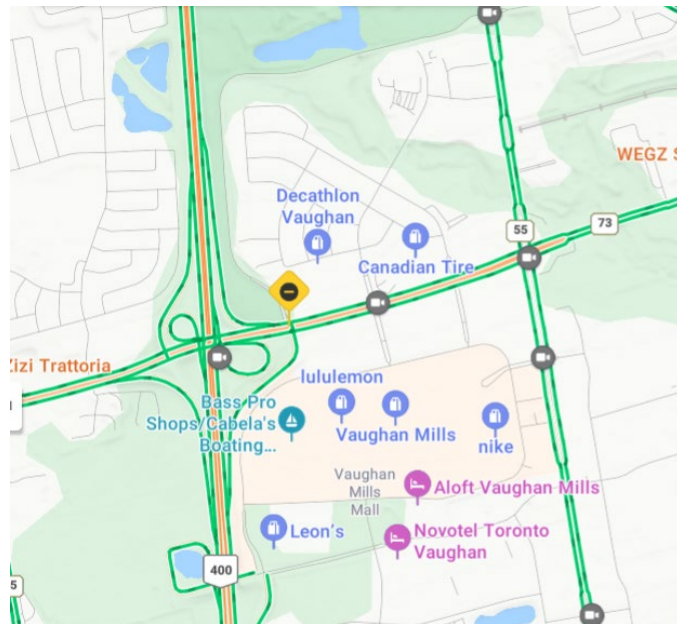 WEGZ S
Decathlon
Vaughan
55
73
Canadian Tire
Zizi Trattoria
lululemon
Bass Pro
Shops/Cabela's
Boating...
Vaughan Mills
nike
Vaughan
Mills
Mall
Aloft Vaughan Mills
Leon's
Novotel Toronto
Vaughan
400
5